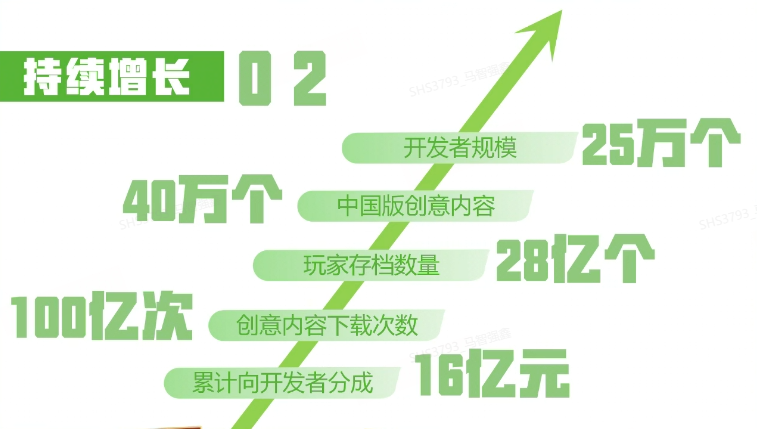 持续增长 02
开发者规模 25万个
40万个 中国版创意内容
玩家存档数量 28亿个
100亿次 创意内容下载次数
累计向开发者分成 16亿元